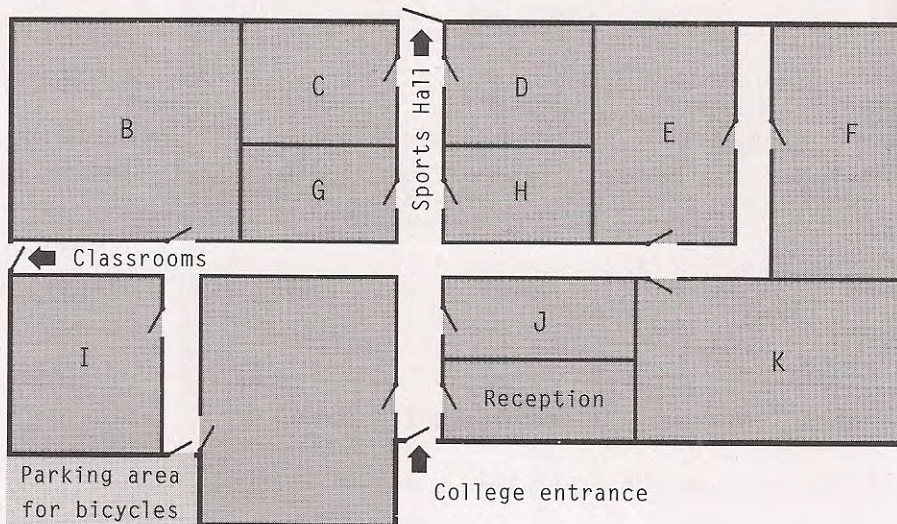 B
C
Sports Hall
D
E
F
G
H
Classrooms
I
J
K
Reception
Parking area
for bicycles
College entrance